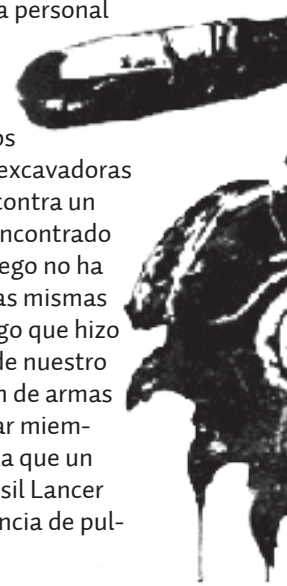 a personal
os
excavadoras
contra un
ncontrado
ego no ha
as mismas
go que hizo
de nuestro
n de armas
ar miem-
a que un
sil Lancer
ncia de pul-